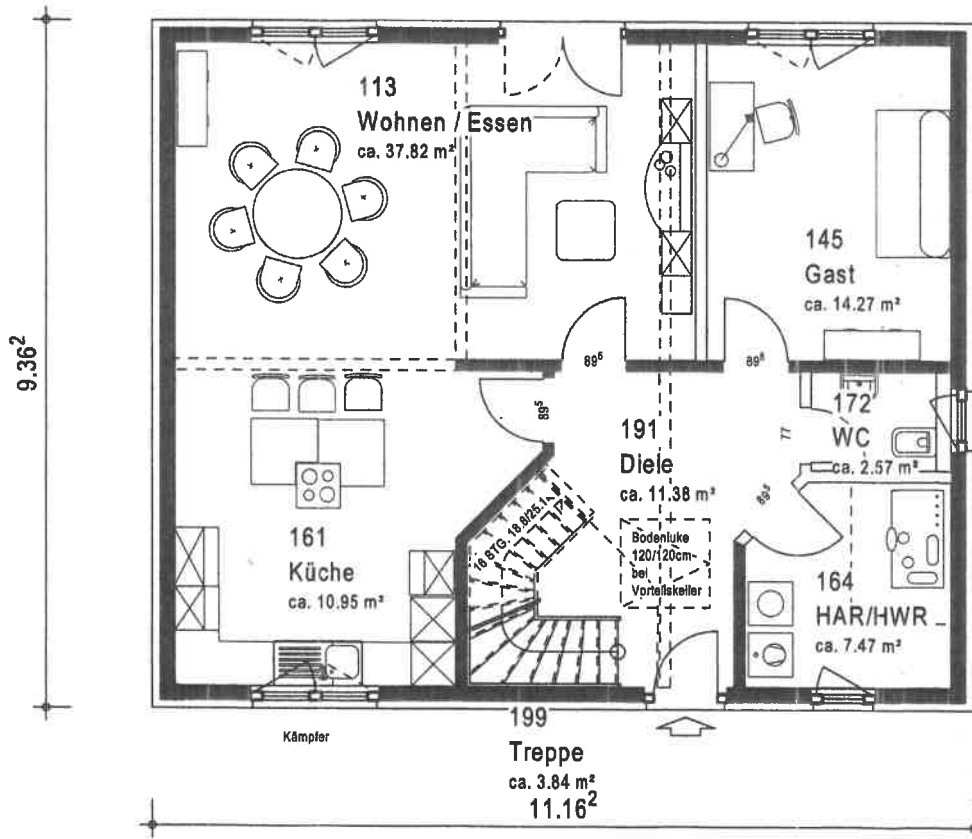 113
Wohnen / Essen
ca. 37.82 m²
145
Gast
ca. 14.27 m²
9.36²
89⁵
89⁵
89⁵
172
WC
ca. 2.57 m²
77
191
Diele
ca. 11.38 m²
89⁵
16 STG. 18.8/25.1
Bodenluke
120/120cm
bei
Vorteilskeller
161
Küche
ca. 10.95 m²
164
HAR/HWR
ca. 7.47 m²
Kämpfer
199
Treppe
ca. 3.84 m²
11.16²